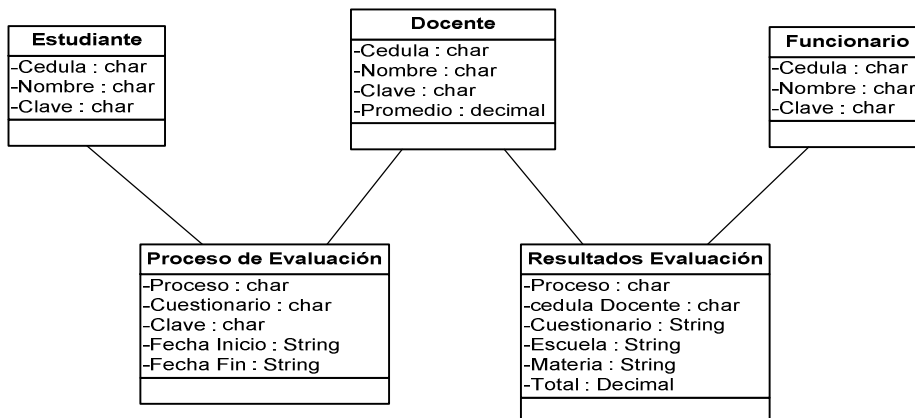 Estudiante
-Cedula : char
-Nombre : char
-Clave : char
Docente
-Cedula : char
-Nombre : char
-Clave : char
-Promedio : decimal
Funcionario
-Cedula : char
-Nombre : char
-Clave : char
Proceso de Evaluación
-Proceso : char
-Cuestionario : char
-Clave : char
-Fecha Inicio : String
-Fecha Fin : String
Resultados Evaluación
-Proceso : char
-cedula Docente : char
-Cuestionario : String
-Escuela : String
-Materia : String
-Total : Decimal